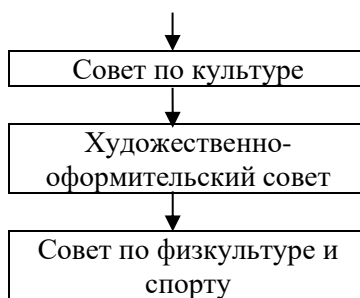 Совет по культуре
Художественно-
оформительский совет
Совет по физкультуре и
спорту